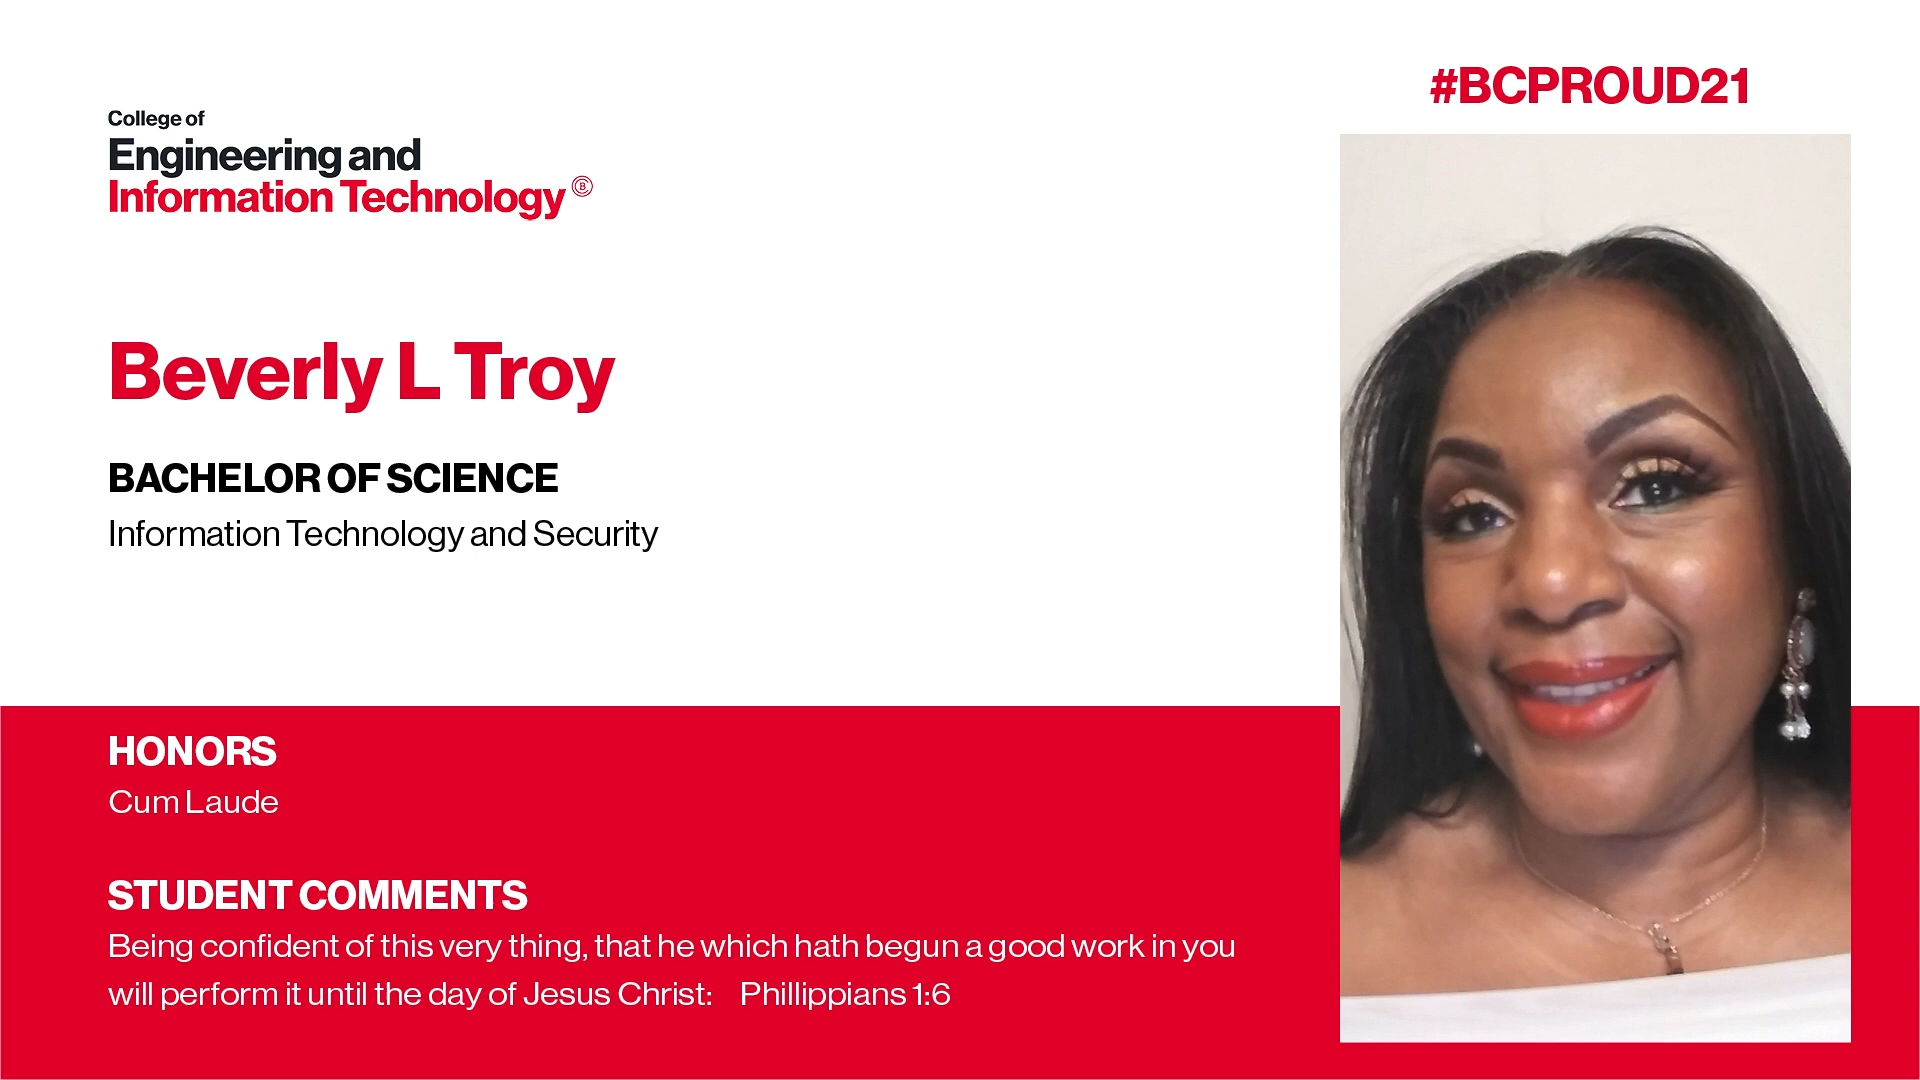 #BCPROUD21
College of
Engineering and
Information Technology Ⓑ
Beverly L Troy
BACHELOR OF SCIENCE
Information Technology and Security
HONORS
Cum Laude
STUDENT COMMENTS
Being confident of this very thing, that he which hath begun a good work in you
will perform it until the day of Jesus Christ: Phillippians 1:6